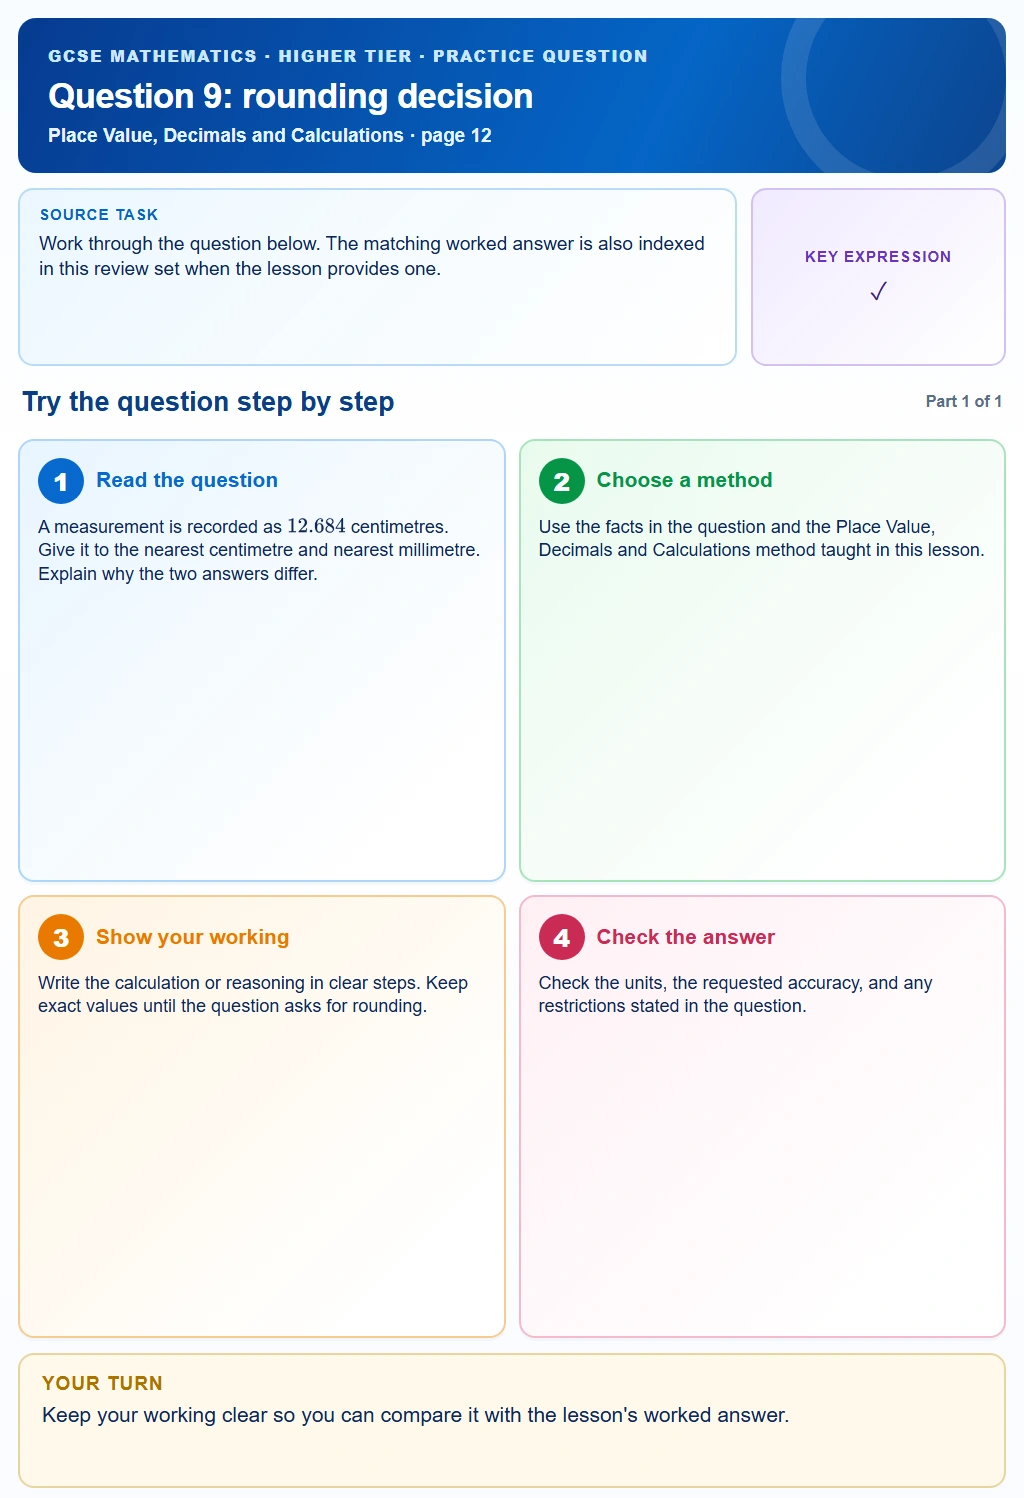 GCSE MATHEMATICS · HIGHER TIER · PRACTICE QUESTION
Question 9: rounding decision
Place Value, Decimals and Calculations · page 12
SOURCE TASK
Work through the question below. The matching worked answer is also indexed
in this review set when the lesson provides one.
KEY EXPRESSION
✓
Try the question step by step
Part 1 of 1
1 Read the question
A measurement is recorded as 12.684 centimetres.
Give it to the nearest centimetre and nearest millimetre.
Explain why the two answers differ.
2 Choose a method
Use the facts in the question and the Place Value,
Decimals and Calculations method taught in this lesson.
3 Show your working
Write the calculation or reasoning in clear steps. Keep
exact values until the question asks for rounding.
4 Check the answer
Check the units, the requested accuracy, and any
restrictions stated in the question.
YOUR TURN
Keep your working clear so you can compare it with the lesson's worked answer.